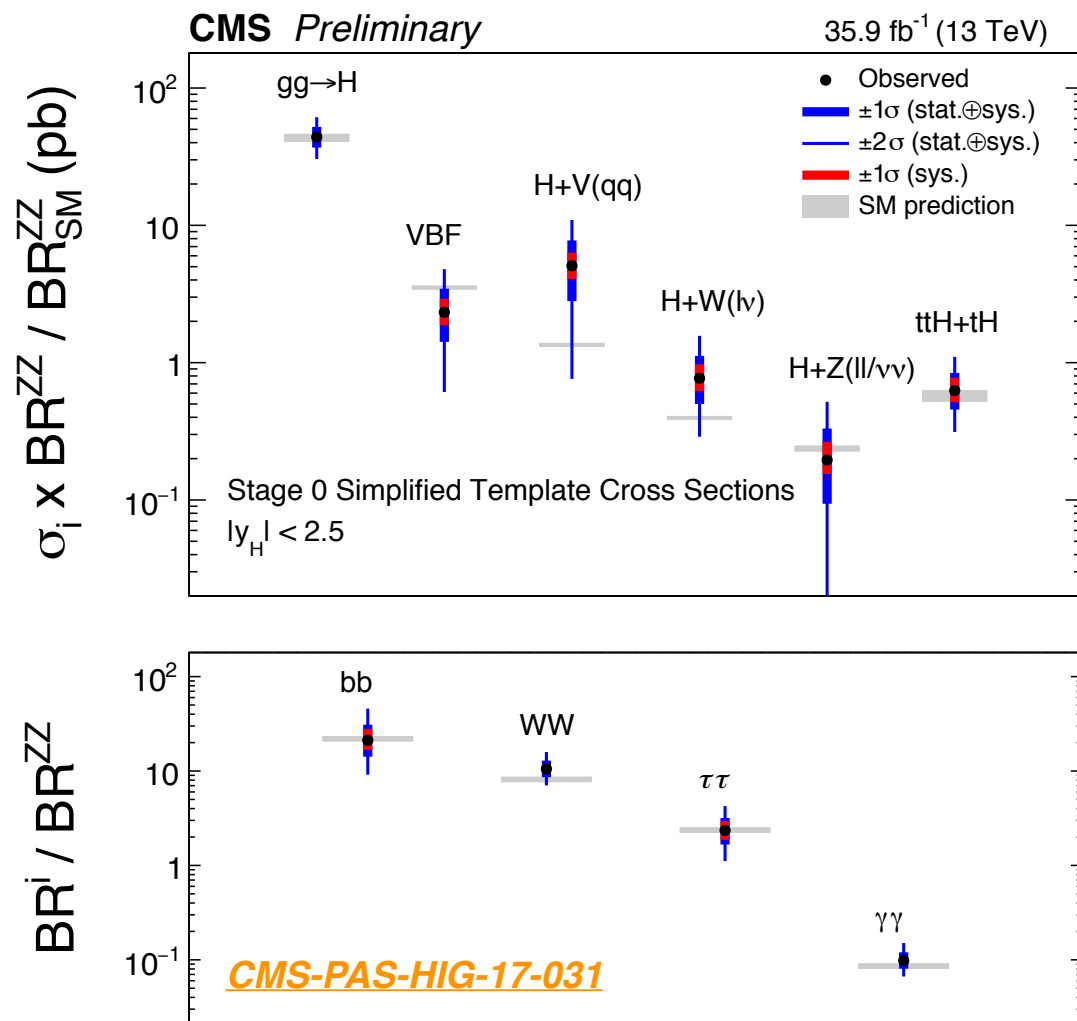 CMS Preliminary 35.9 fb⁻¹ (13 TeV)
σᵢ x BR^ZZ / BR^ZZ_SM (pb)
10²
10
1
10⁻¹
gg→H
VBF
H+V(qq)
H+W(lν)
H+Z(ll/νν)
ttH+tH
Observed
±1σ (stat.⊕sys.)
±2σ (stat.⊕sys.)
±1σ (sys.)
SM prediction
Stage 0 Simplified Template Cross Sections
|y_H| < 2.5
BR^i / BR^ZZ
10²
10
1
10⁻¹
bb
WW
ττ
γγ
CMS-PAS-HIG-17-031